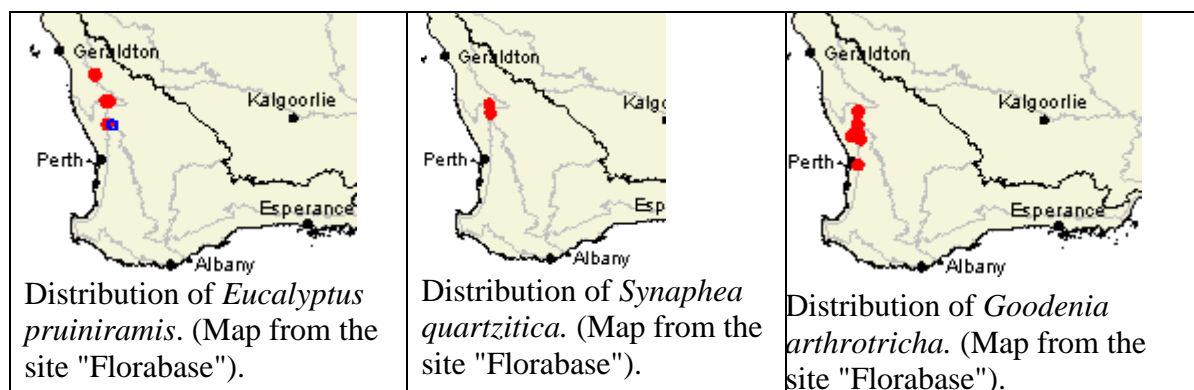 Geraldton
Kalgoorlie
Perth
Esperance
Albany
Distribution of Eucalyptus
pruiniramis. (Map from the
site "Florabase").
Geraldton
Kalg
Perth
Esp
Albany
Distribution of Synaphea
quartzitica. (Map from the
site "Florabase").
Geraldton
Kalgoorlie
Perth
Esperance
Albany
Distribution of Goodenia
arthrotricha. (Map from the
site "Florabase").